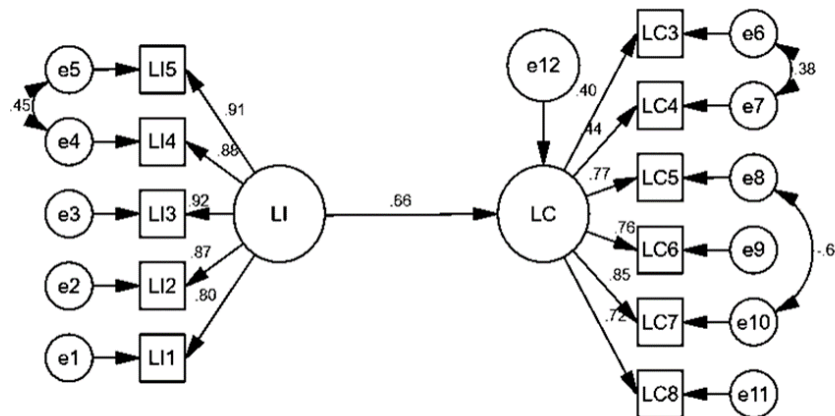 LC3
e6
e5
LI5
e12
.38
.40
.45
.91
LC4
e7
.44
e4
LI4
.88
.77
LC5
e8
e3
LI3
.92
LI
.66
LC
.76
LC6
e9
-.6
.87
.85
e2
LI2
.80
.72
LC7
e10
e1
LI1
LC8
e11